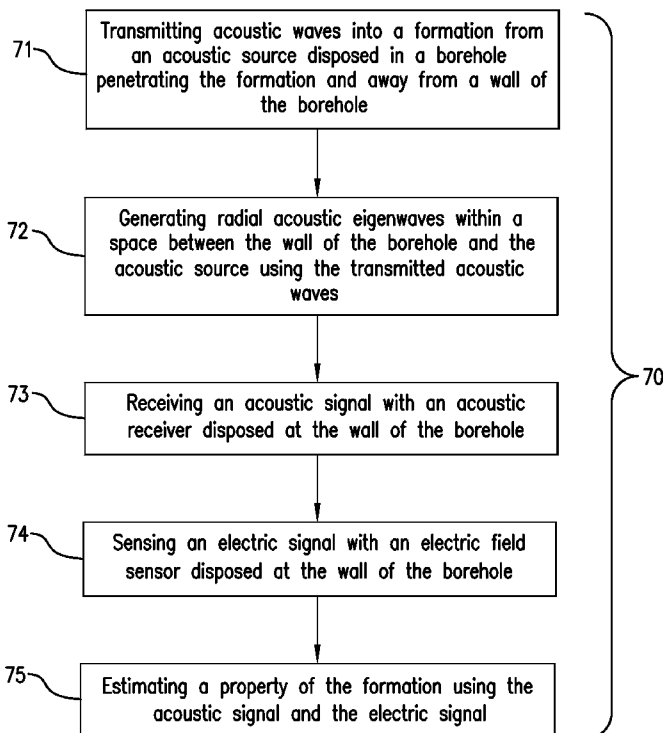 71
Transmitting acoustic waves into a formation from
an acoustic source disposed in a borehole
penetrating the formation and away from a wall of
the borehole
72
Generating radial acoustic eigenwaves within a
space between the wall of the borehole and the
acoustic source using the transmitted acoustic
waves
70
73
Receiving an acoustic signal with an acoustic
receiver disposed at the wall of the borehole
74
Sensing an electric signal with an electric field
sensor disposed at the wall of the borehole
75
Estimating a property of the formation using the
acoustic signal and the electric signal